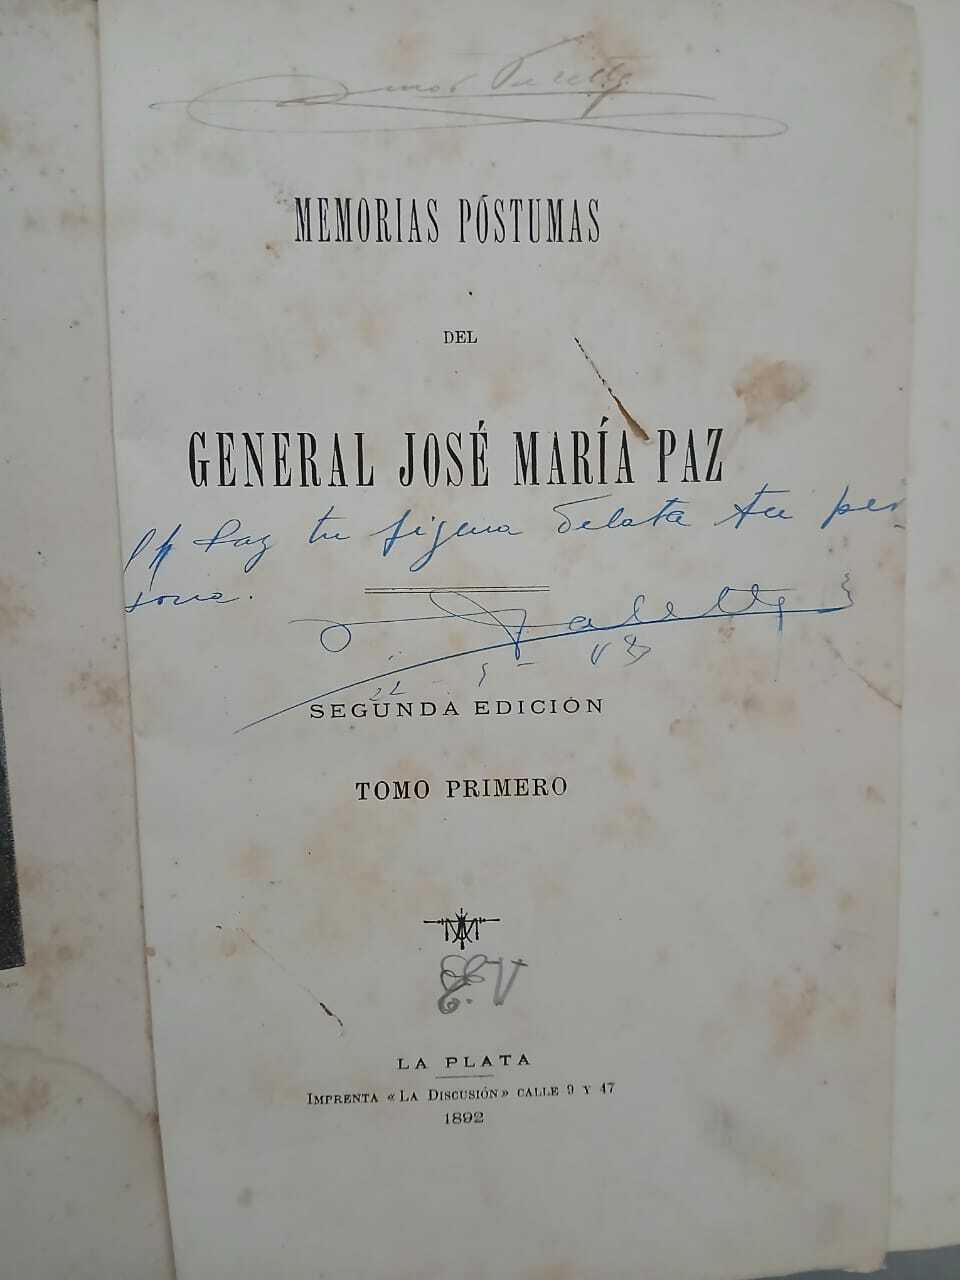 MEMORIAS PÓSTUMAS
DEL
GENERAL JOSÉ MARÍA PAZ
Paz tu figura delata tu per
sona.
SEGUNDA EDICIÓN
TOMO PRIMERO
LA PLATA
IMPRENTA «LA DISCUSIÓN» CALLE 9 Y 47
1892